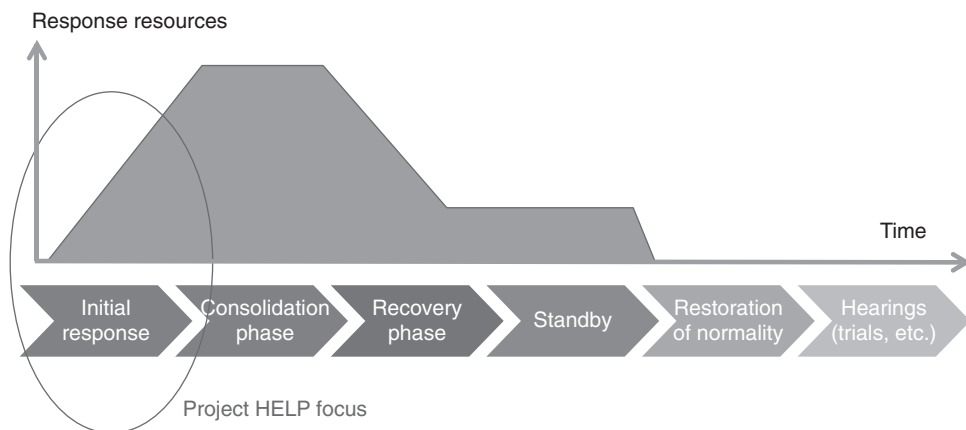 Response resources
Time
Initial
response
Consolidation
phase
Recovery
phase
Standby
Restoration
of normality
Hearings
(trials, etc.)
Project HELP focus